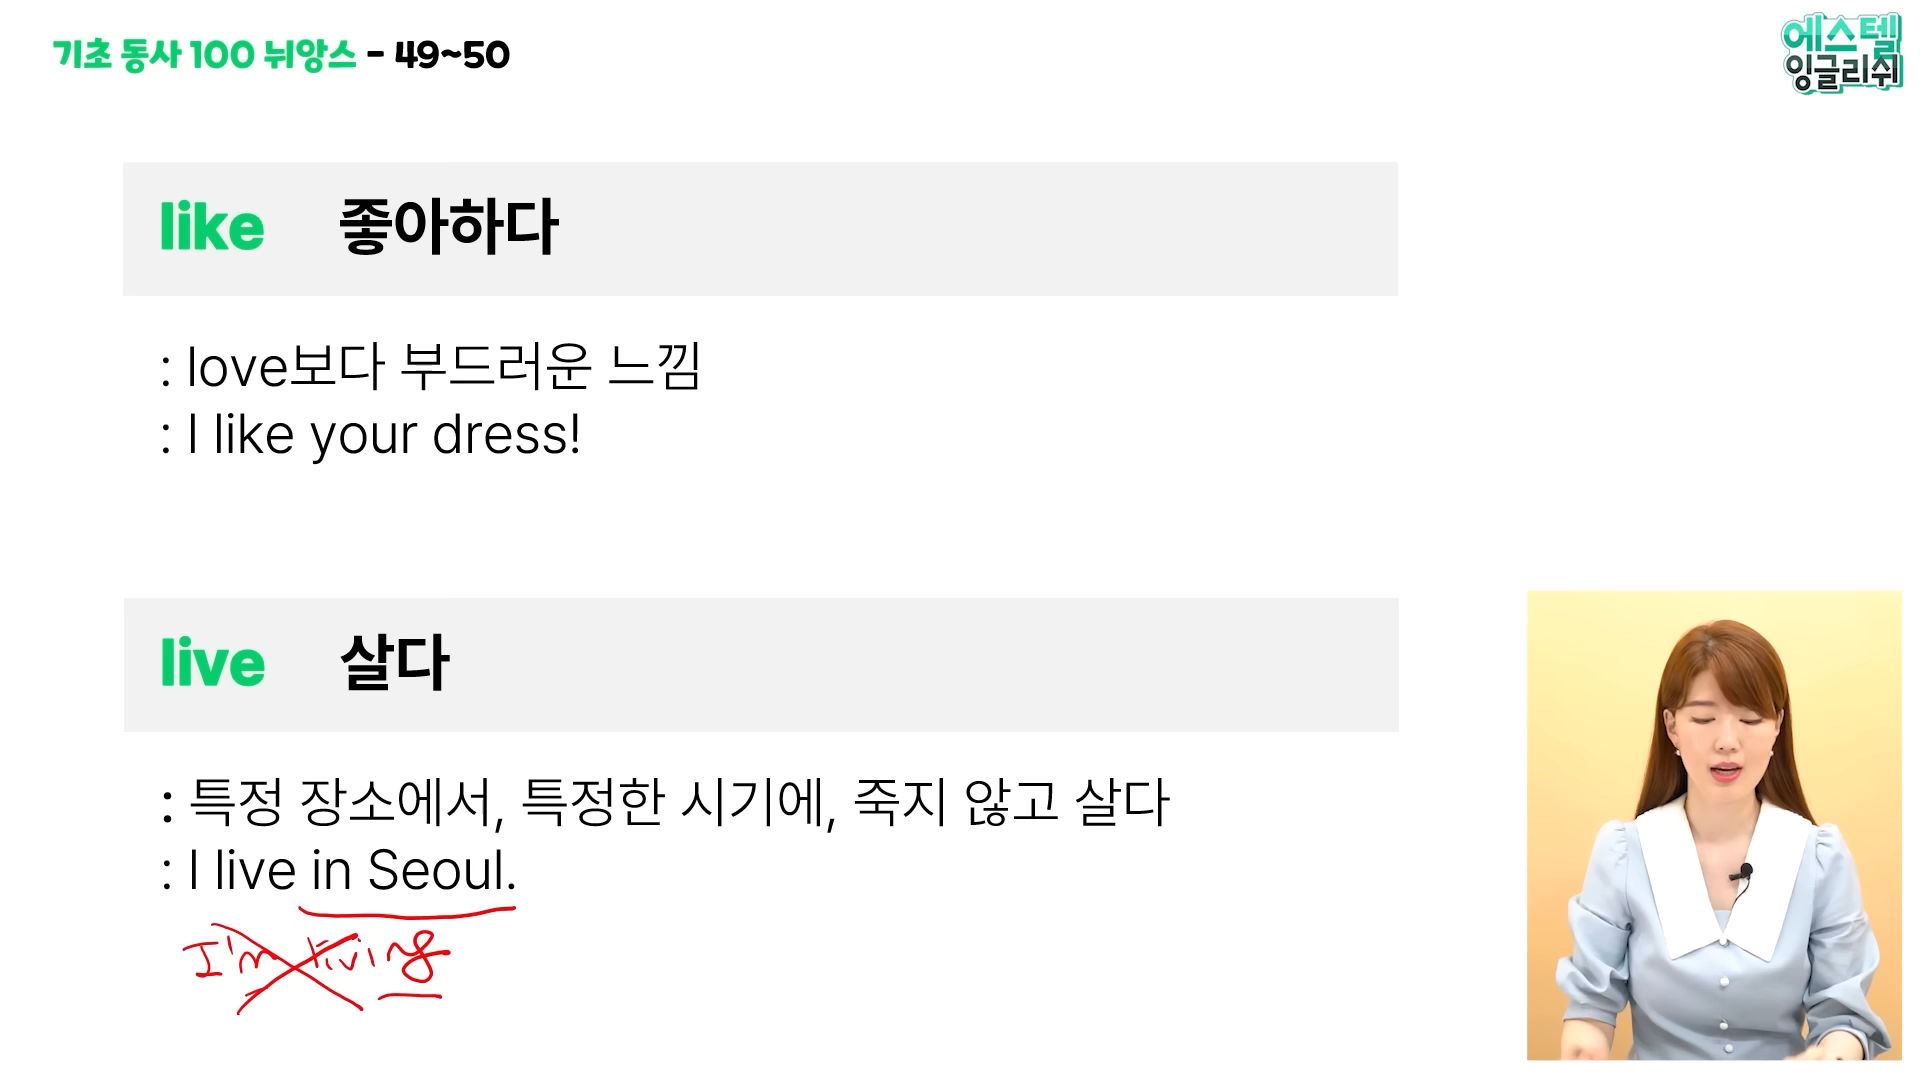 기초 동사 100 뉘앙스 - 49~50
에스텔
잉글리쉬
like 좋아하다
: love보다 부드러운 느낌
: I like your dress!
live 살다
: 특정 장소에서, 특정한 시기에, 죽지 않고 살다
: I live in Seoul.
I'm living